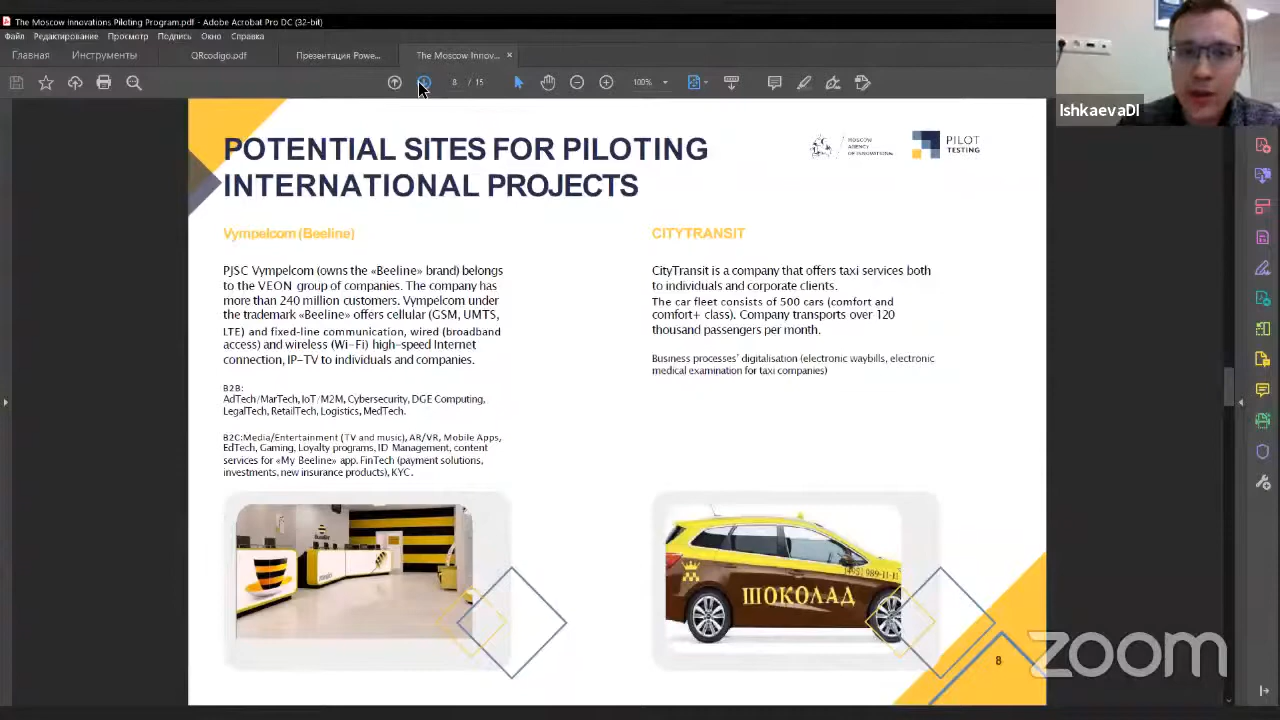 The Moscow Innovations Piloting Program.pdf - Adobe Acrobat Pro DC (32-bit)
Файл Редактирование Просмотр Подпись Окно Справка
Главная Инструменты QRcodigo.pdf Презентация Powe... The Moscow Innov... ×
8 / 15 100%
IshkaevaDI
POTENTIAL SITES FOR PILOTING
INTERNATIONAL PROJECTS
MOSCOW
AGENCY
OF INNOVATIONS
PILOT
TESTING
Vympelcom (Beeline)
PJSC Vympelcom (owns the «Beeline» brand) belongs
to the VEON group of companies. The company has
more than 240 million customers. Vympelcom under
the trademark «Beeline» offers cellular (GSM, UMTS,
LTE) and fixed-line communication, wired (broadband
access) and wireless (Wi-Fi) high-speed Internet
connection, IP-TV to individuals and companies.
B2B:
AdTech/MarTech, IoT/M2M, Cybersecurity, DGE Computing,
LegalTech, RetailTech, Logistics, MedTech.
B2C:Media/Entertainment (TV and music), AR/VR, Mobile Apps,
EdTech, Gaming, Loyalty programs, ID Management, content
services for «My Beeline» app. FinTech (payment solutions,
investments, new insurance products), KYC.
CITYTRANSIT
CityTransit is a company that offers taxi services both
to individuals and corporate clients.
The car fleet consists of 500 cars (comfort and
comfort+ class). Company transports over 120
thousand passengers per month.
Business processes' digitalisation (electronic waybills, electronic
medical examination for taxi companies)
(495) 989-11-11
ШОКОЛАД
8
zoom